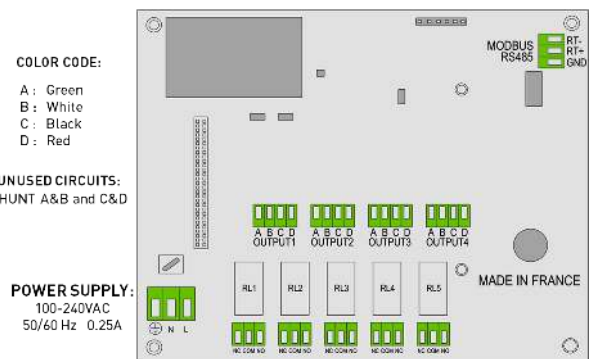 COLOR CODE:
A : Green
B : White
C : Black
D : Red
UNUSED CIRCUITS:
HUNT A&B and C&D
POWER SUPPLY:
100-240VAC
50/60 Hz 0.25A
MODBUS
RS485
RT-
RT+
GND
A B C D
OUTPUT1
A B C D
OUTPUT2
A B C D
OUTPUT3
A B C D
OUTPUT4
RL1
RL2
RL3
RL4
RL5
MADE IN FRANCE
N L
NC COM NO
NC COM NO
NC COM NO
NC COM NO
NC COM NO